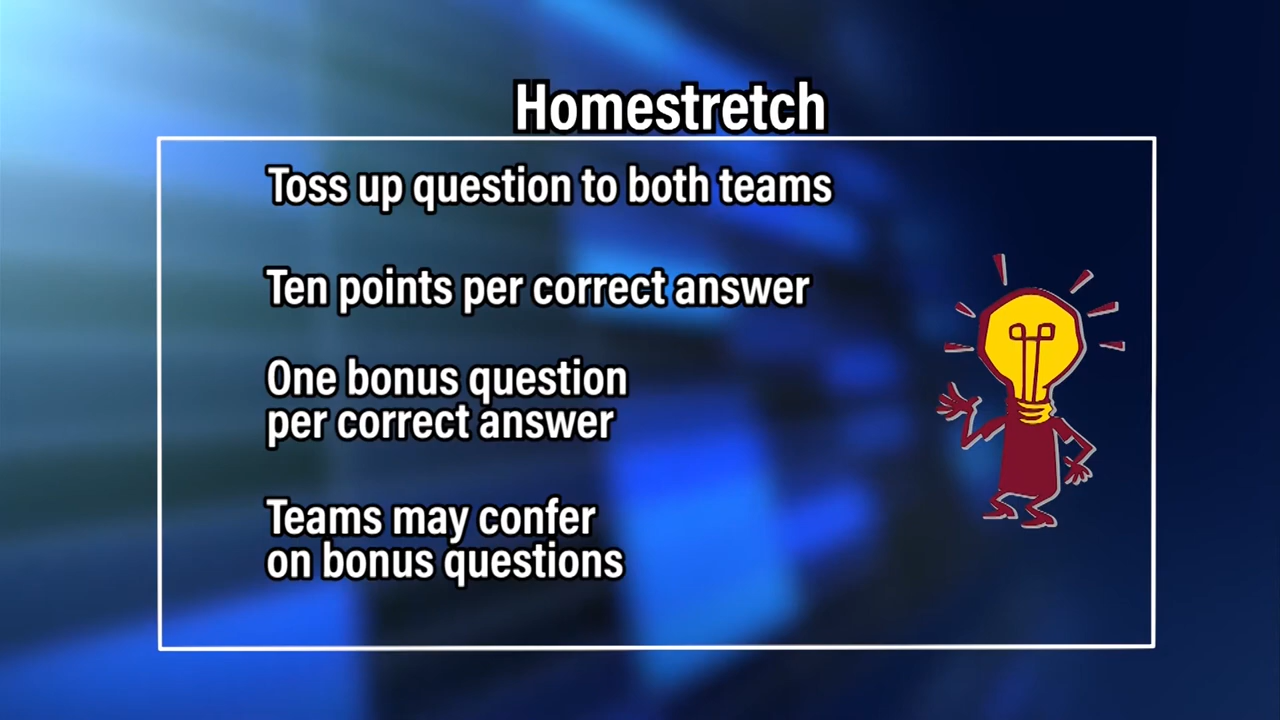 Homestretch
Toss up question to both teams
Ten points per correct answer
One bonus question
per correct answer
Teams may confer
on bonus questions